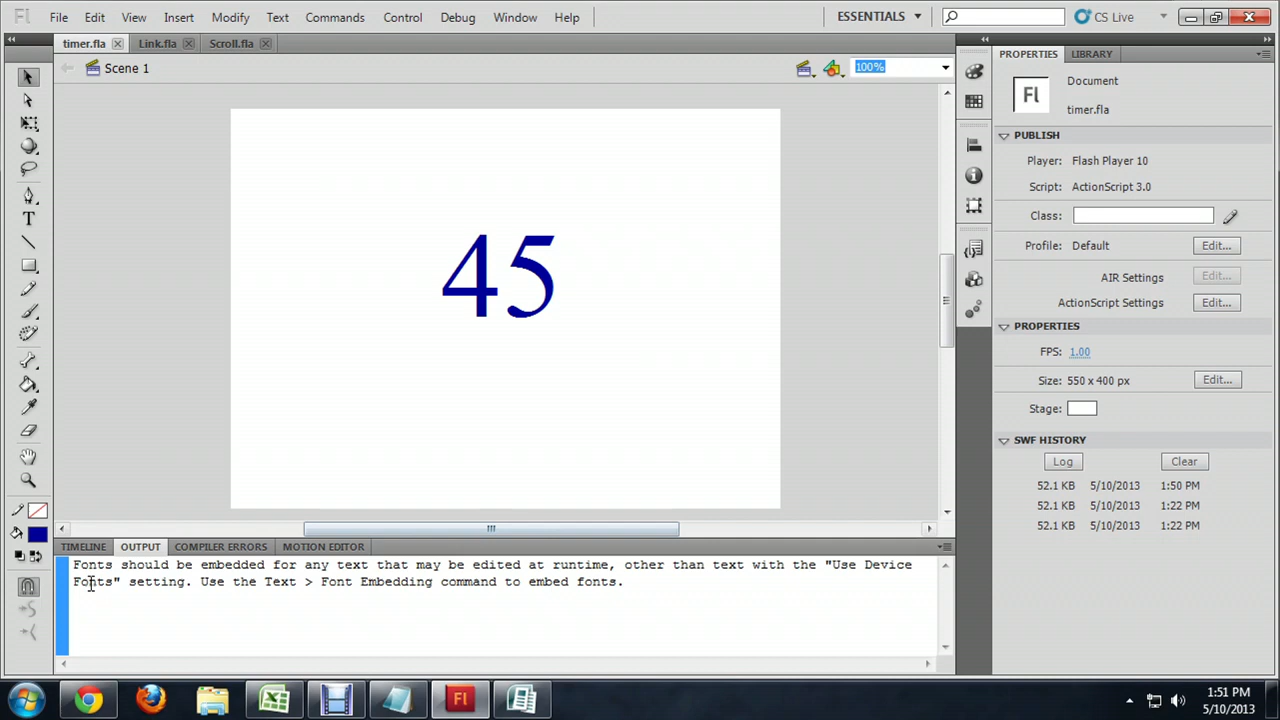 Fl File Edit View Insert Modify Text Commands Control Debug Window Help ESSENTIALS CS Live
timer.fla Link.fla Scroll.fla
Scene 1 100%
45
PROPERTIES LIBRARY
Fl Document
timer.fla
PUBLISH
Player: Flash Player 10
Script: ActionScript 3.0
Class:
Profile: Default Edit...
AIR Settings Edit...
ActionScript Settings Edit...
PROPERTIES
FPS: 1.00
Size: 550 x 400 px Edit...
Stage:
SWF HISTORY
Log Clear
52.1 KB 5/10/2013 1:50 PM
52.1 KB 5/10/2013 1:22 PM
52.1 KB 5/10/2013 1:22 PM
T
TIMELINE OUTPUT COMPILER ERRORS MOTION EDITOR
Fonts should be embedded for any text that may be edited at runtime, other than text with the "Use Device
Fonts" setting. Use the Text > Font Embedding command to embed fonts.
Fl
1:51 PM
5/10/2013